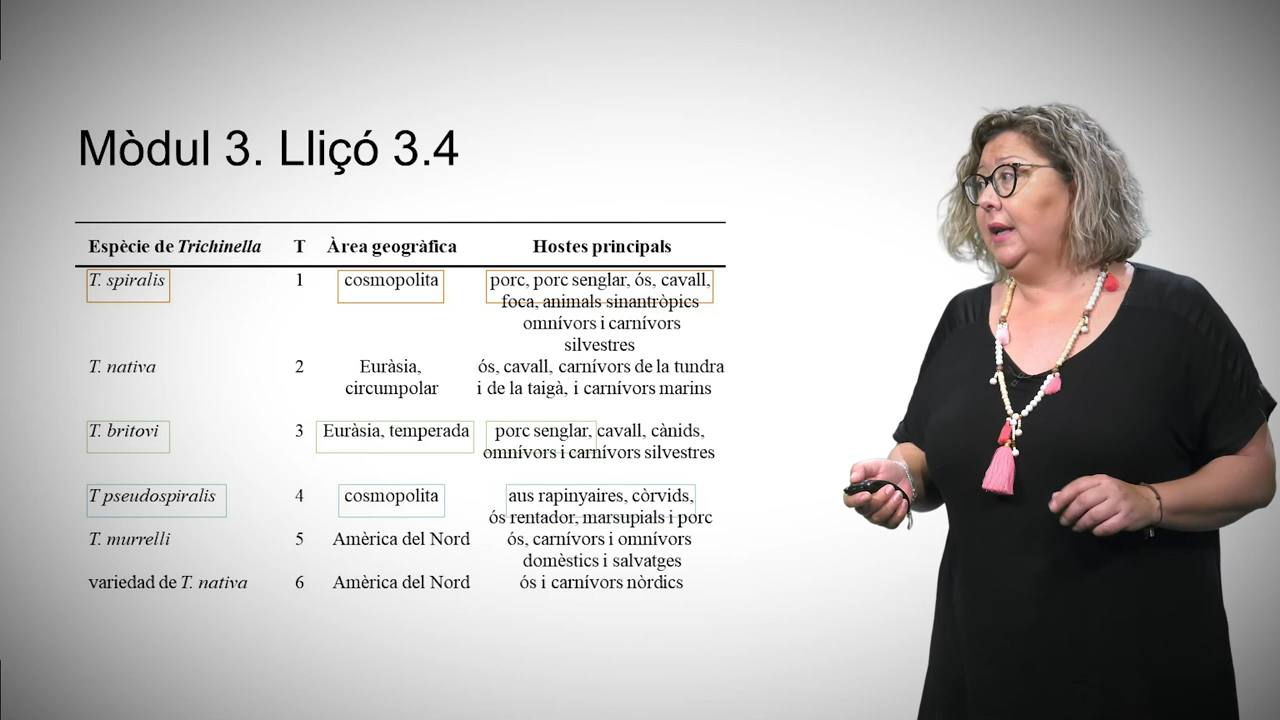 Mòdul 3. Lliçó 3.4
Espècie de Trichinella T Àrea geogràfica Hostes principals
T. spiralis 1 cosmopolita porc, porc senglar, ós, cavall,
foca, animals sinantròpics
omnívors i carnívors
silvestres
T. nativa 2 Euràsia, ós, cavall, carnívors de la tundra
circumpolar i de la taigà, i carnívors marins
T. britovi 3 Euràsia, temperada porc senglar, cavall, cànids,
omnívors i carnívors silvestres
T pseudospiralis 4 cosmopolita aus rapinyaires, còrvids,
ós rentador, marsupials i porc
T. murrelli 5 Amèrica del Nord ós, carnívors i omnívors
domèstics i salvatges
variedad de T. nativa 6 Amèrica del Nord ós i carnívors nòrdics